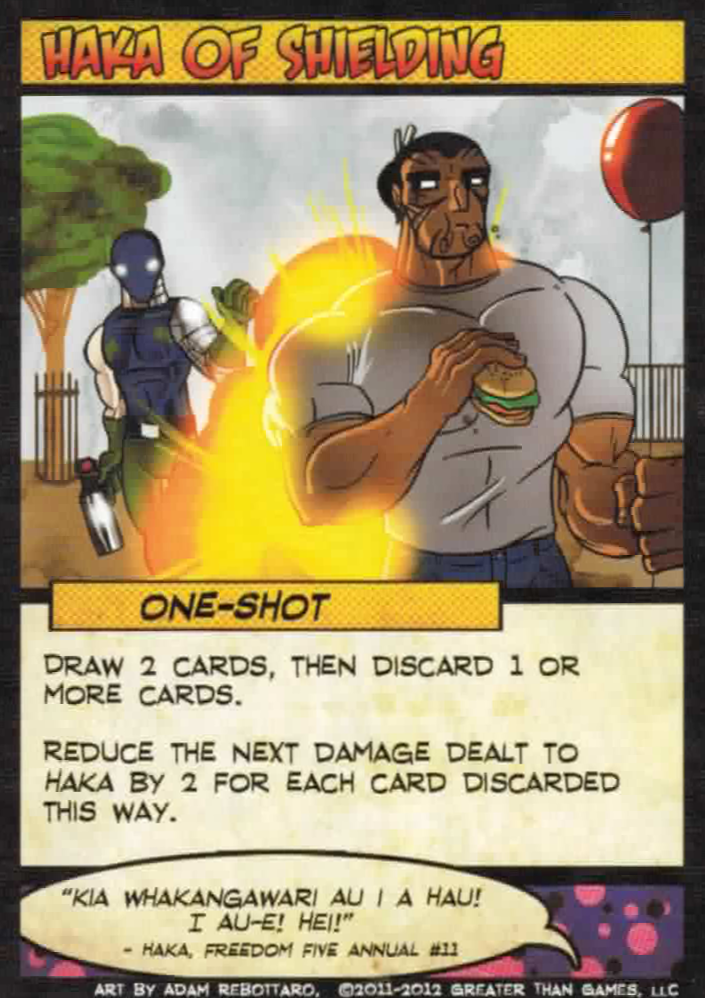 HAKA OF SHIELDING
ONE-SHOT
DRAW 2 CARDS, THEN DISCARD 1 OR
MORE CARDS.
REDUCE THE NEXT DAMAGE DEALT TO
HAKA BY 2 FOR EACH CARD DISCARDED
THIS WAY.
"KIA WHAKANGAWARI AU I A HAU!
I AU-E! HEI!"
- HAKA, FREEDOM FIVE ANNUAL #11
ART BY ADAM REBOTTARO, ©2011-2012 GREATER THAN GAMES, LLC